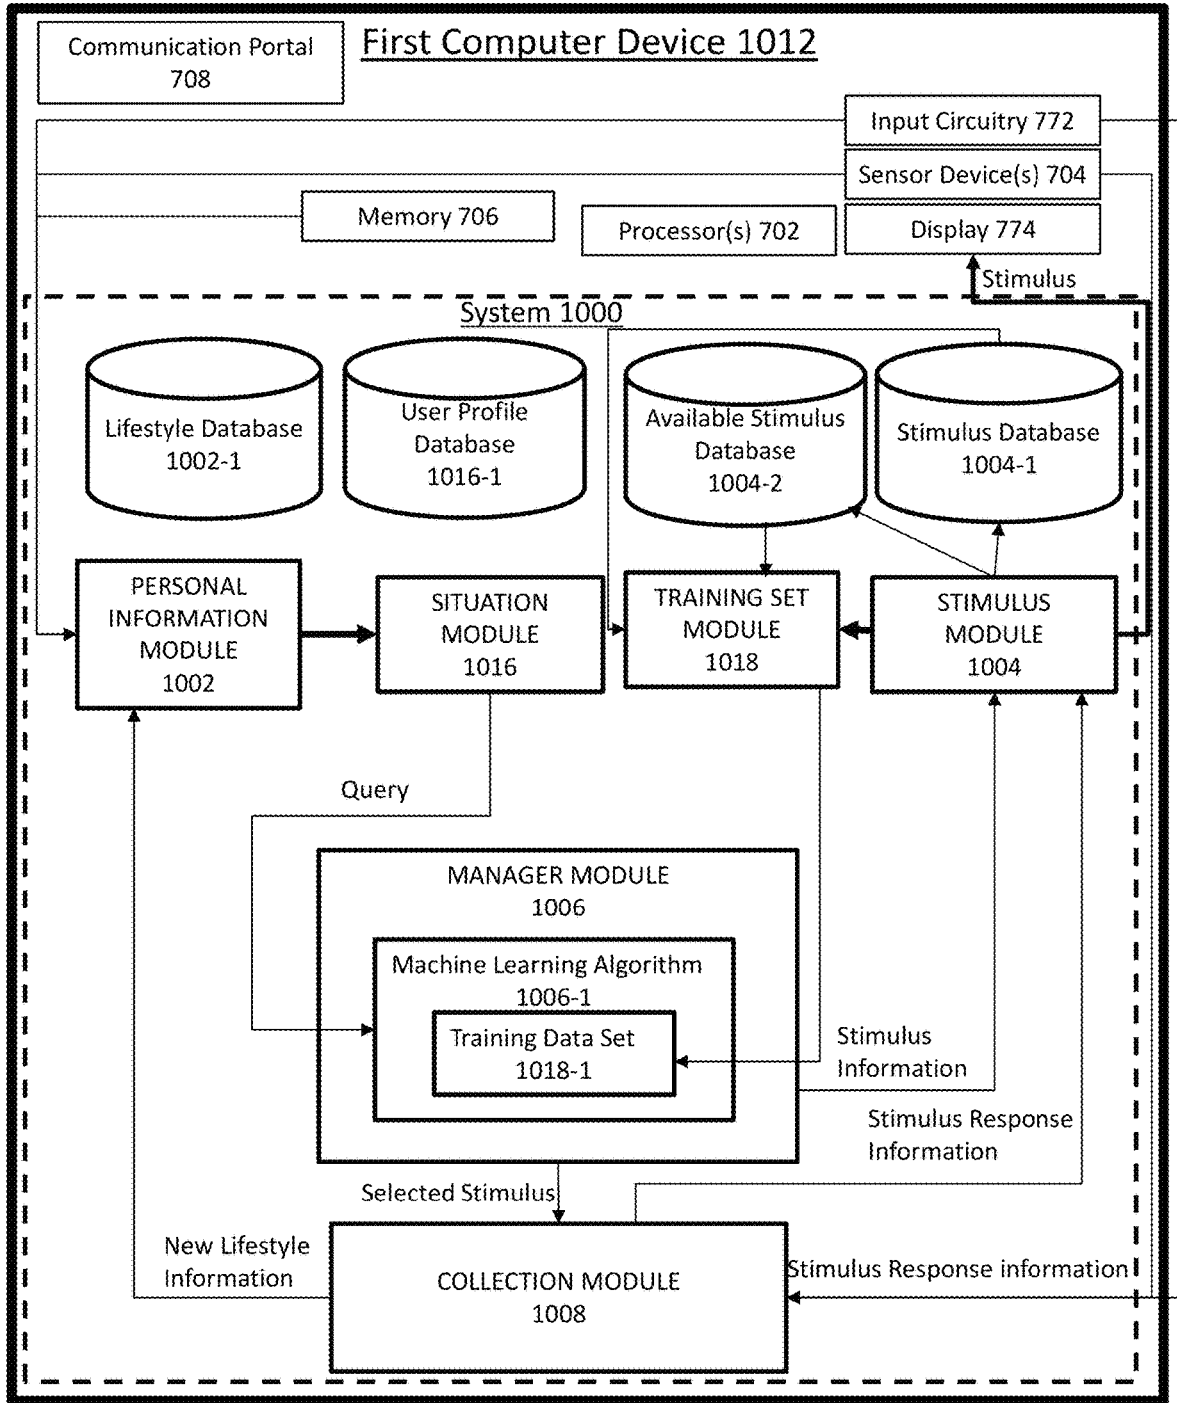 First Computer Device 1012
Communication Portal
708
Input Circuitry 772
Sensor Device(s) 704
Memory 706
Processor(s) 702
Display 774
Stimulus
System 1000
Lifestyle Database
1002-1
User Profile
Database
1016-1
Available Stimulus
Database
1004-2
Stimulus Database
1004-1
PERSONAL
INFORMATION
MODULE
1002
SITUATION
MODULE
1016
TRAINING SET
MODULE
1018
STIMULUS
MODULE
1004
Query
MANAGER MODULE
1006
Machine Learning Algorithm
1006-1
Training Data Set
1018-1
Stimulus
Information
Stimulus Response
Information
Selected Stimulus
New Lifestyle
Information
COLLECTION MODULE
1008
Stimulus Response information